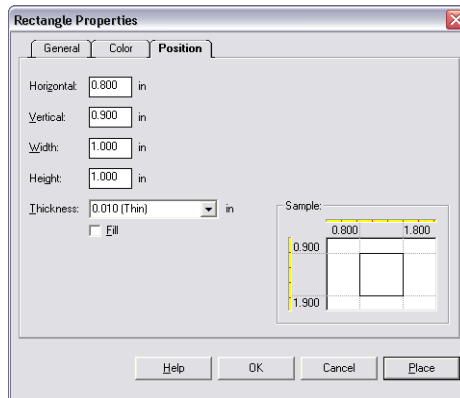 Rectangle Properties
General Color Position
Horizontal: 0.800 in
Vertical: 0.900 in
Width: 1.000 in
Height: 1.000 in
Thickness: 0.010 (Thin) in
Fill
Sample:
0.800 1.800
0.900
1.900
Help OK Cancel Place